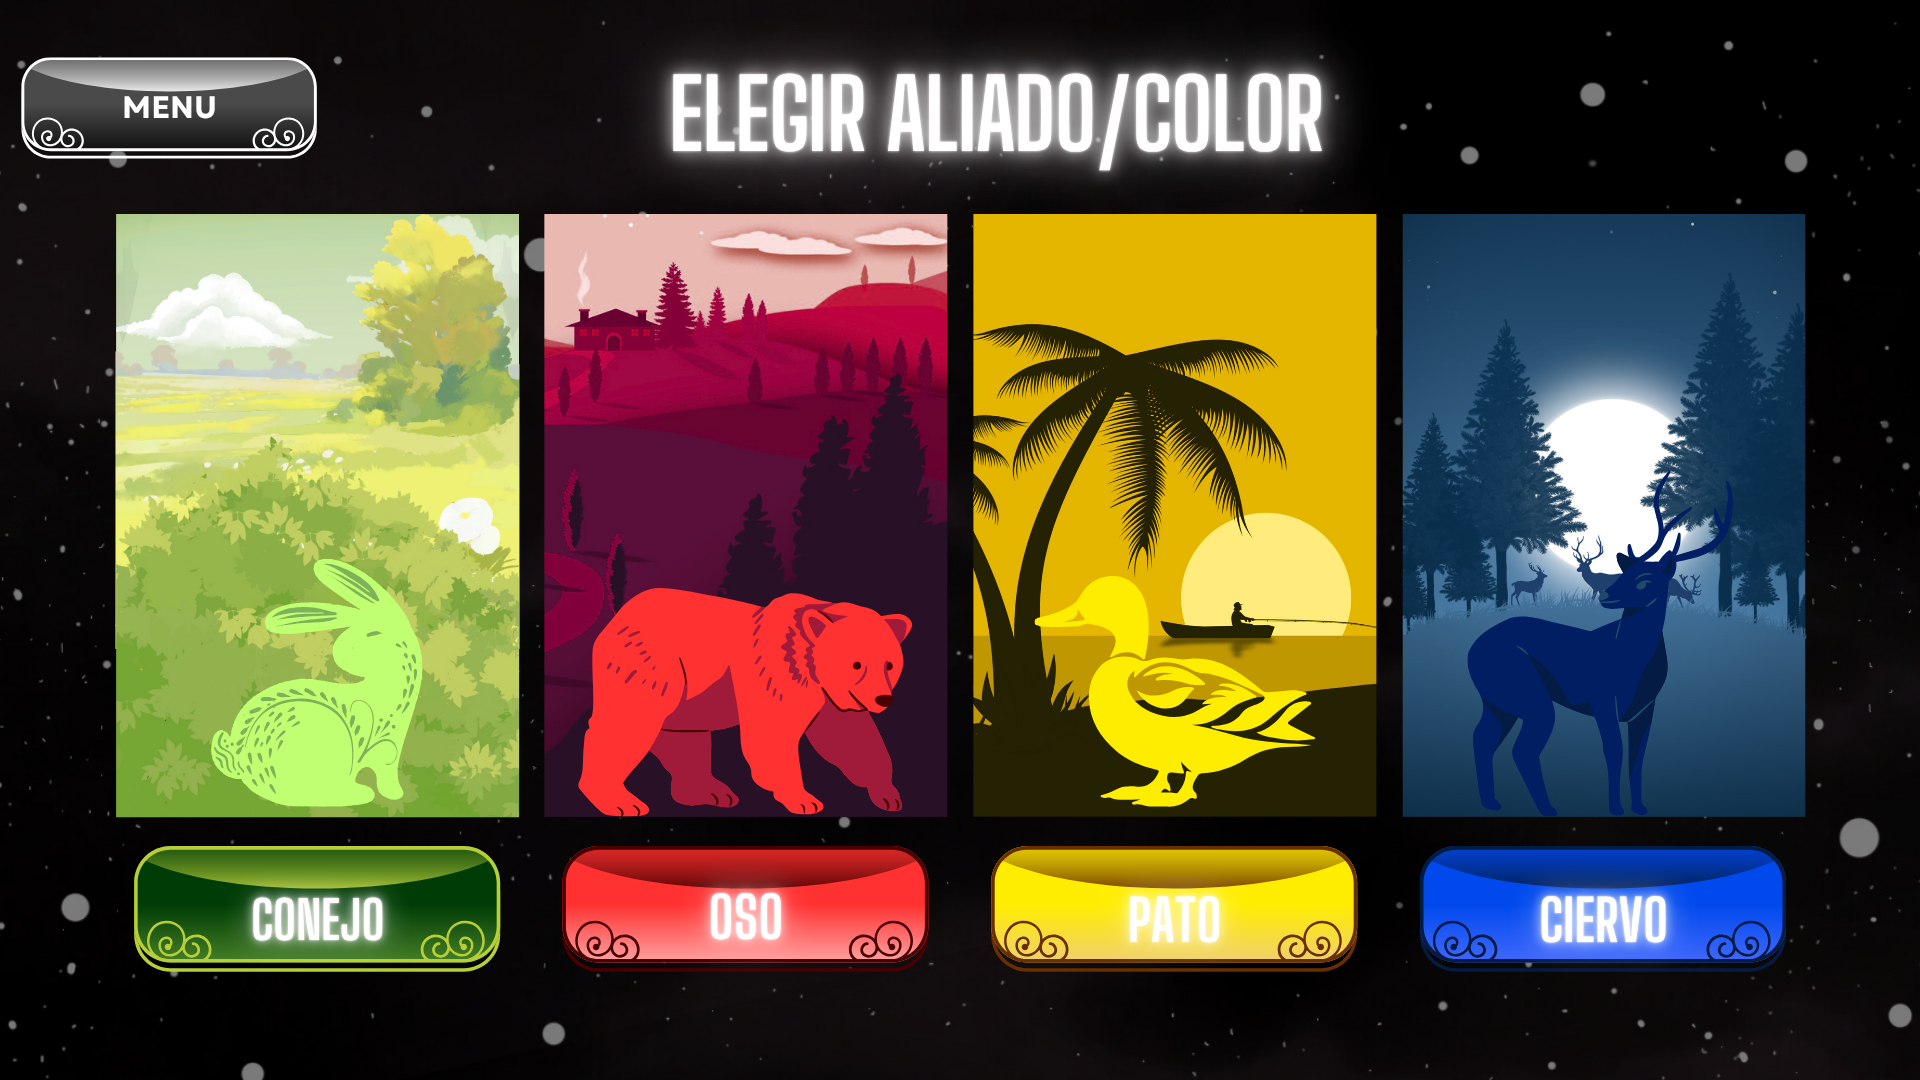 MENU
ELEGIR ALIADO/COLOR
CONEJO
OSO
PATO
CIERVO